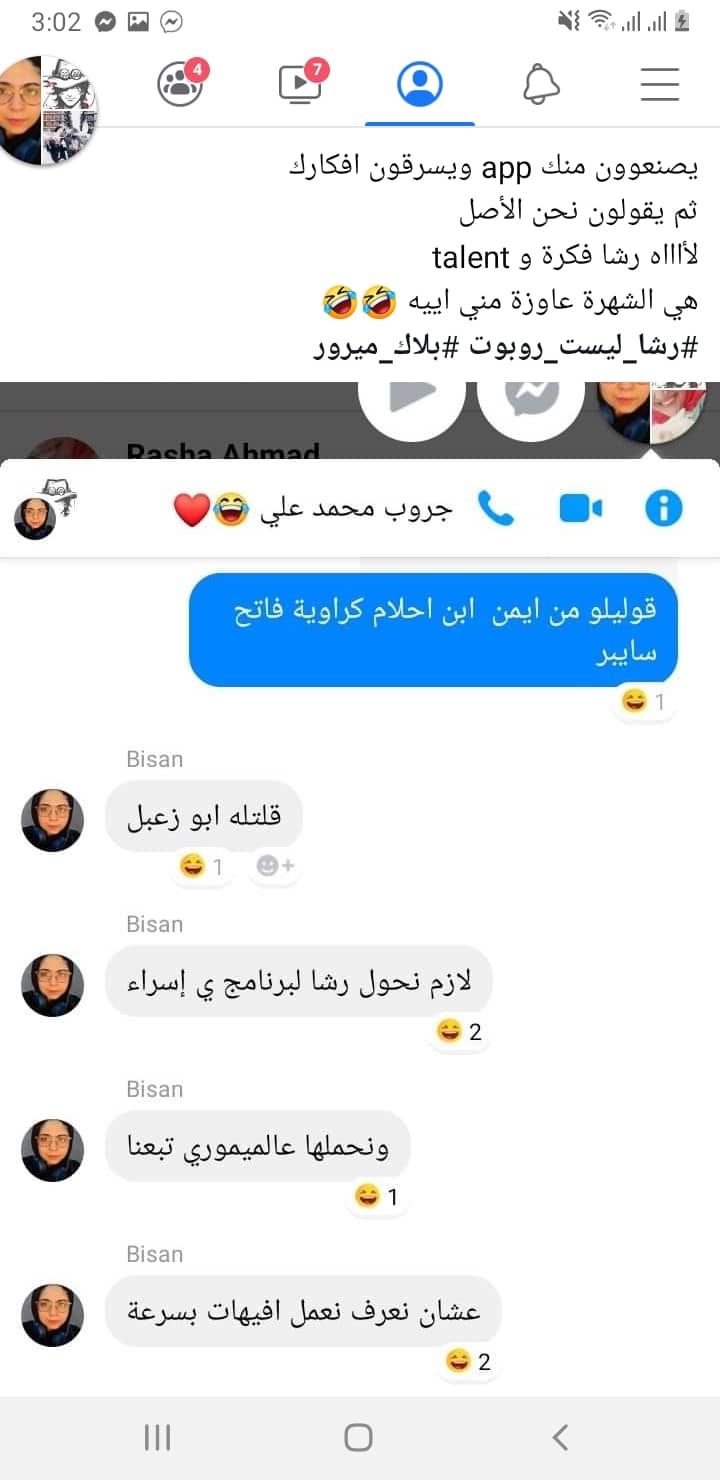 3:02
4
7
يصنعوون منك app ويسرقون افكارك
ثم يقولون نحن الأصل
لأاااه رشا فكرة و talent
هي الشهرة عاوزة مني اييه 🤣🤣
#رشا_ليست_روبوت #بلاك_ميرور
Rasha Ahmad
جروب محمد علي 😂❤️
قوليلو من ايمن ابن احلام كراوية فاتح
سايبر
1
Bisan
قلتله ابو زعبل
1
Bisan
لازم نحول رشا لبرنامج ي إسراء
2
Bisan
ونحملها عالميموري تبعنا
1
Bisan
عشان نعرف نعمل افيهات بسرعة
2